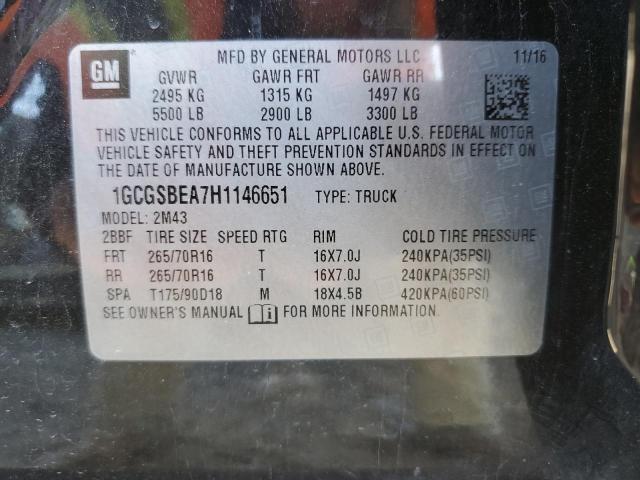 GM
MFD BY GENERAL MOTORS LLC 11/16
GVWR GAWR FRT GAWR RR
2495 KG 1315 KG 1497 KG
5500 LB 2900 LB 3300 LB
THIS VEHICLE CONFORMS TO ALL APPLICABLE U.S. FEDERAL MOTOR
VEHICLE SAFETY AND THEFT PREVENTION STANDARDS IN EFFECT ON
THE DATE OF MANUFACTURE SHOWN ABOVE.
1GCGSBEA7H1146651 TYPE: TRUCK
MODEL: 2M43
2BBF TIRE SIZE SPEED RTG RIM COLD TIRE PRESSURE
FRT 265/70R16 T 16X7.0J 240KPA(35PSI)
RR 265/70R16 T 16X7.0J 240KPA(35PSI)
SPA T175/90D18 M 18X4.5B 420KPA(60PSI)
SEE OWNER'S MANUAL FOR MORE INFORMATION.